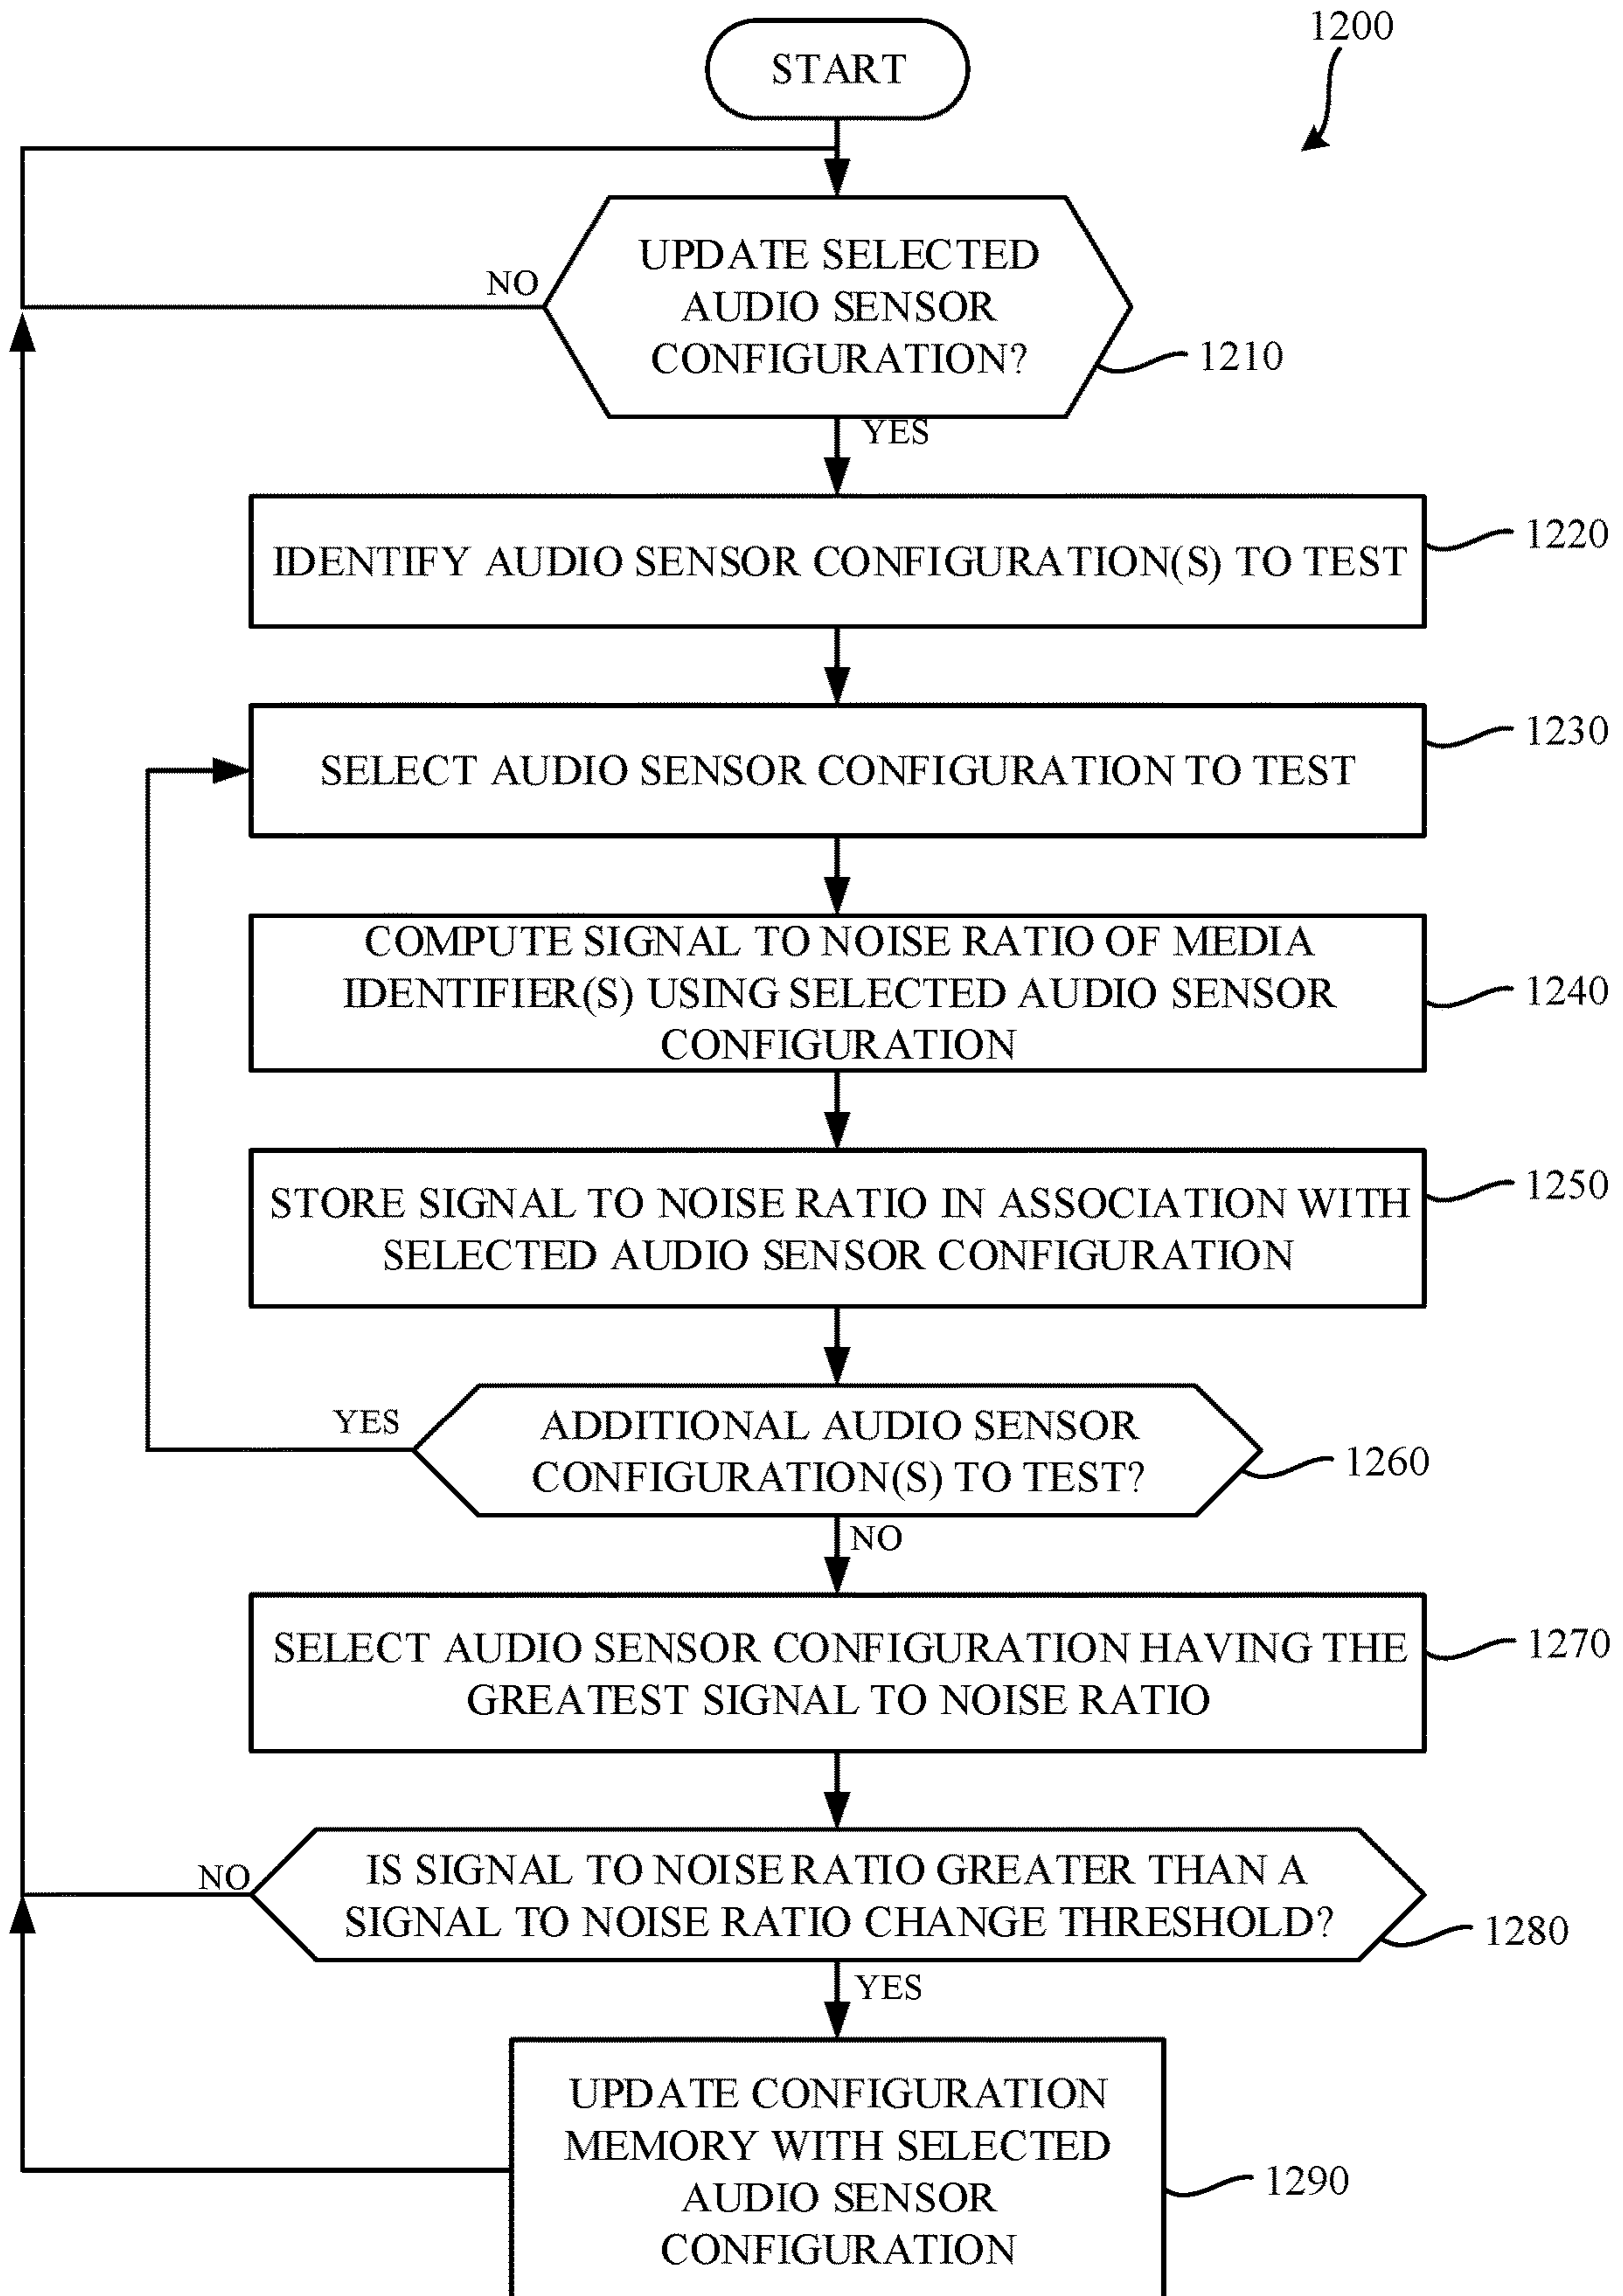 1200
START
UPDATE SELECTED
AUDIO SENSOR
CONFIGURATION?
NO
1210
YES
IDENTIFY AUDIO SENSOR CONFIGURATION(S) TO TEST
1220
SELECT AUDIO SENSOR CONFIGURATION TO TEST
1230
COMPUTE SIGNAL TO NOISE RATIO OF MEDIA
IDENTIFIER(S) USING SELECTED AUDIO SENSOR
CONFIGURATION
1240
STORE SIGNAL TO NOISE RATIO IN ASSOCIATION WITH
SELECTED AUDIO SENSOR CONFIGURATION
1250
YES
ADDITIONAL AUDIO SENSOR
CONFIGURATION(S) TO TEST?
1260
NO
SELECT AUDIO SENSOR CONFIGURATION HAVING THE
GREATEST SIGNAL TO NOISE RATIO
1270
NO
IS SIGNAL TO NOISE RATIO GREATER THAN A
SIGNAL TO NOISE RATIO CHANGE THRESHOLD?
1280
YES
UPDATE CONFIGURATION
MEMORY WITH SELECTED
AUDIO SENSOR
CONFIGURATION
1290